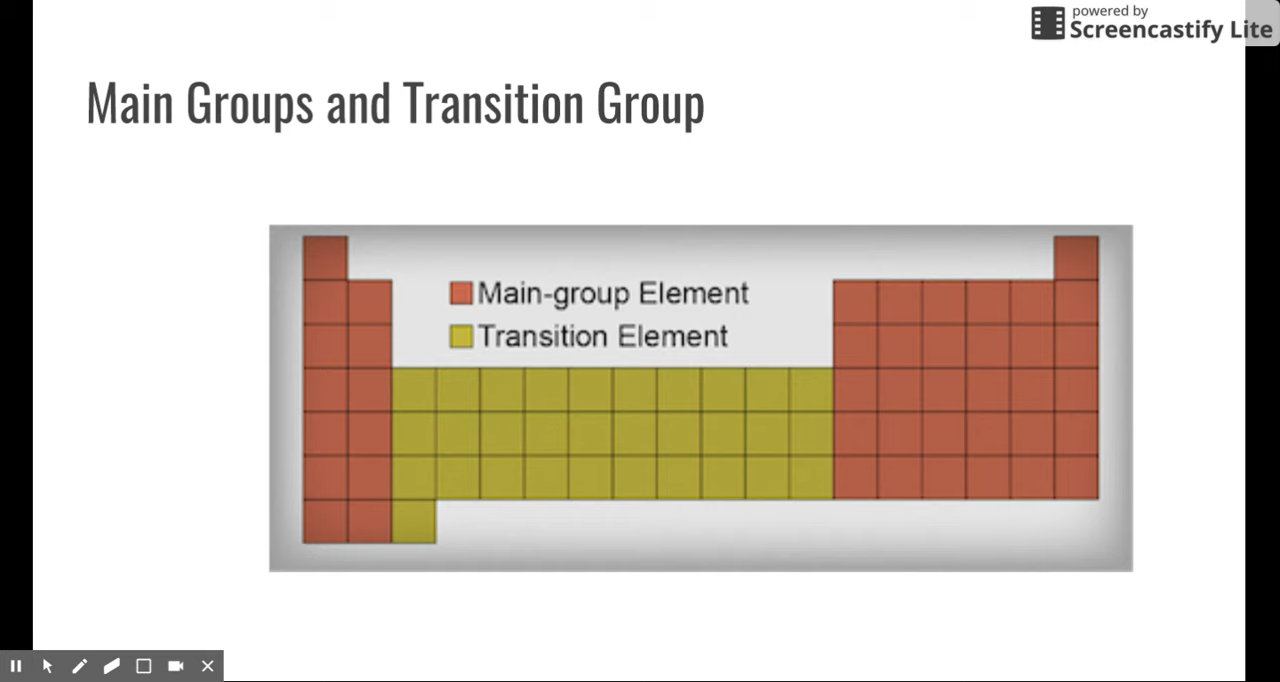 powered by
Screencastify Lite
Main Groups and Transition Group
Main-group Element
Transition Element